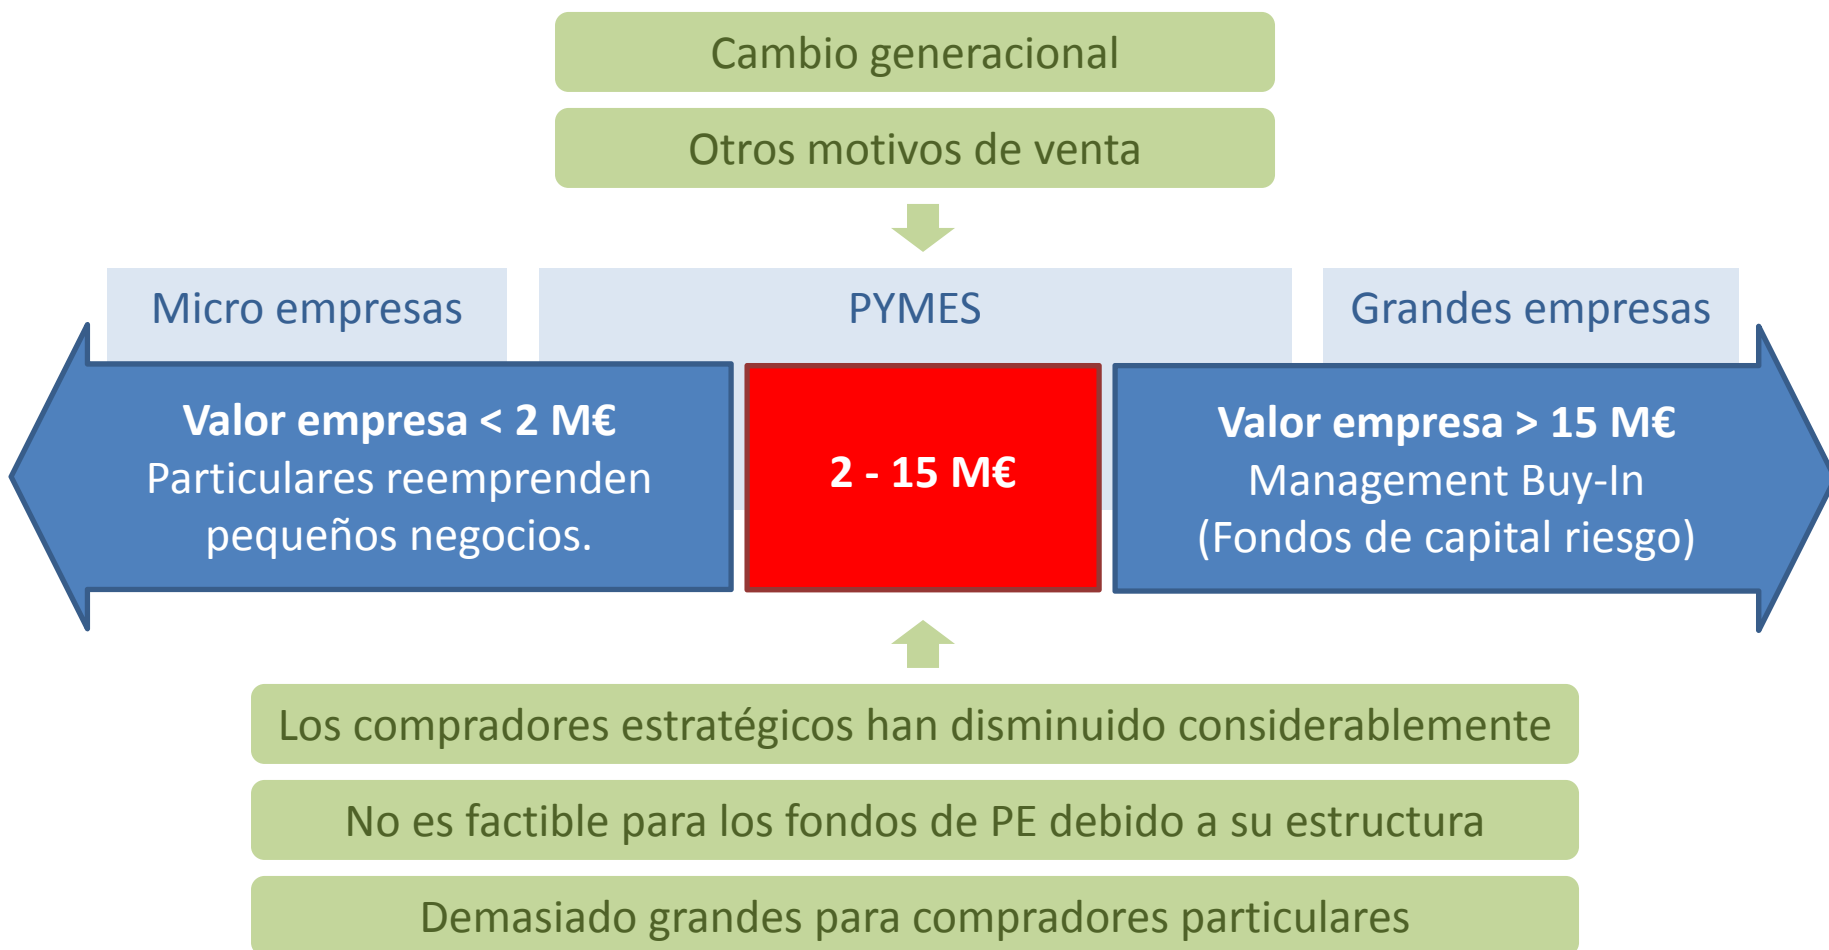 Cambio generacional
Otros motivos de venta
Micro empresas
PYMES
Grandes empresas
Valor empresa < 2 M€
Particulares reemprenden
pequeños negocios.
2 - 15 M€
Valor empresa > 15 M€
Management Buy-In
(Fondos de capital riesgo)
Los compradores estratégicos han disminuido considerablemente
No es factible para los fondos de PE debido a su estructura
Demasiado grandes para compradores particulares